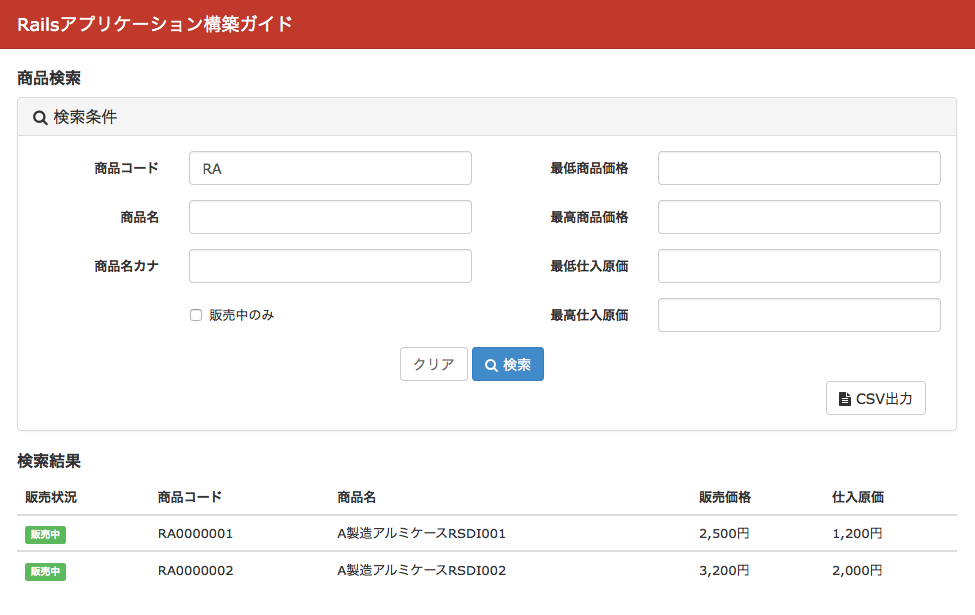 Railsアプリケーション構築ガイド
商品検索
検索条件
商品コード RA 最低商品価格
商品名 最高商品価格
商品名カナ 最低仕入原価
販売中のみ 最高仕入原価
クリア 検索
CSV出力
検索結果
販売状況 商品コード 商品名 販売価格 仕入原価
販売中 RA0000001 A製造アルミケースRSDI001 2,500円 1,200円
販売中 RA0000002 A製造アルミケースRSDI002 3,200円 2,000円